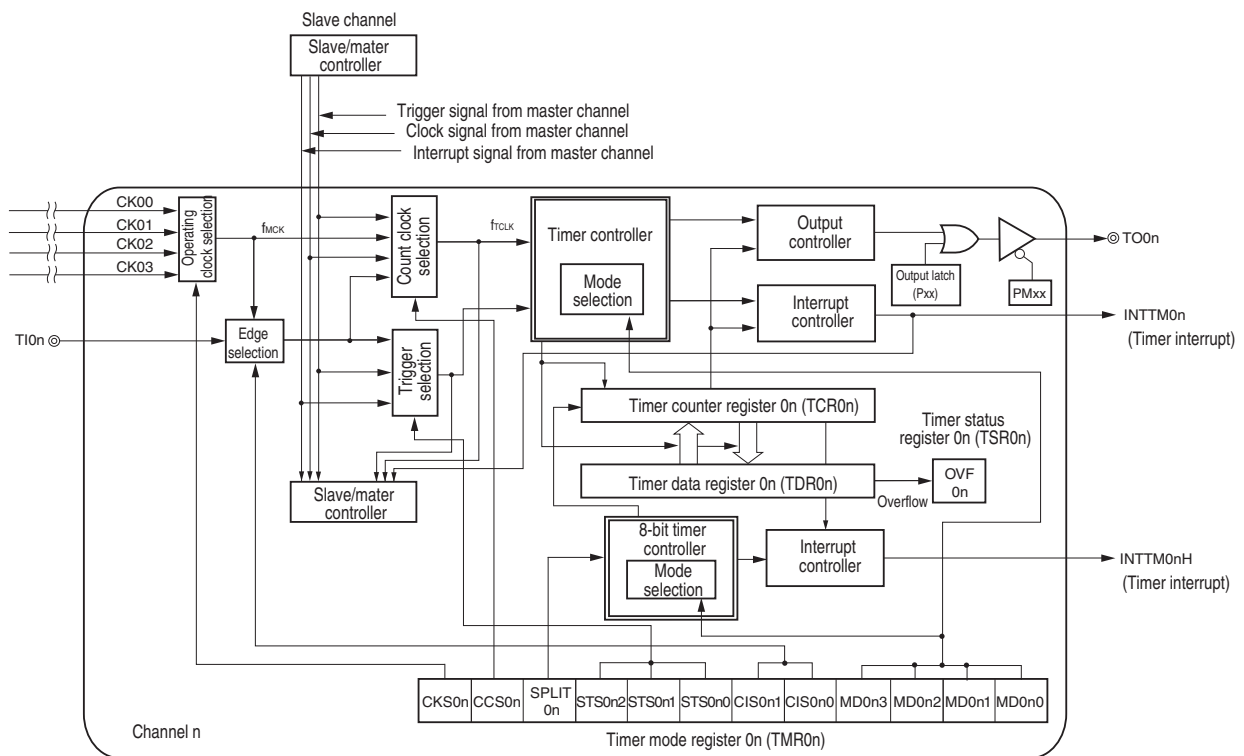 Slave channel
Slave/mater
controller
Trigger signal from master channel
Clock signal from master channel
Interrupt signal from master channel
CK00
CK01
CK02
CK03
Operating
clock selection
fMCK
Count clock
selection
fTCLK
Timer controller
Mode
selection
Output
controller
Output latch
(Pxx)
PMxx
TO0n
Interrupt
controller
INTTM0n
(Timer interrupt)
TI0n
Edge
selection
Trigger
selection
Timer counter register 0n (TCR0n)
Timer status
register 0n (TSR0n)
Slave/mater
controller
Timer data register 0n (TDR0n)
Overflow
OVF
0n
8-bit timer
controller
Mode
selection
Interrupt
controller
INTTM0nH
(Timer interrupt)
CKS0n
CCS0n
SPLIT
0n
STS0n2
STS0n1
STS0n0
CIS0n1
CIS0n0
MD0n3
MD0n2
MD0n1
MD0n0
Channel n
Timer mode register 0n (TMR0n)